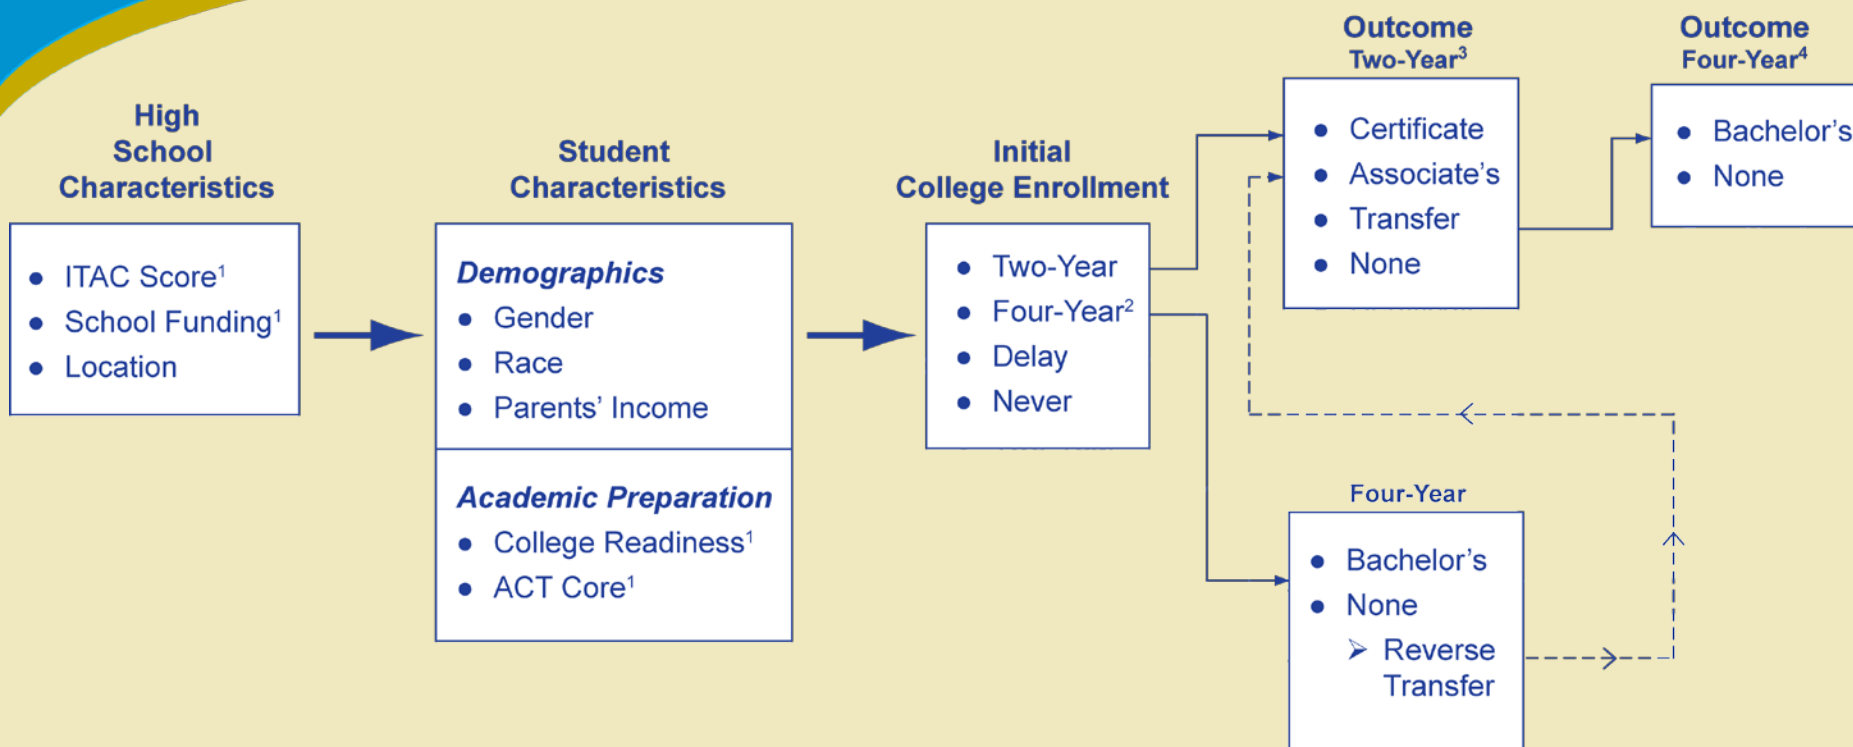 High
School
Characteristics
• ITAC Score¹
• School Funding¹
• Location
Student
Characteristics
Demographics
• Gender
• Race
• Parents’ Income
Academic Preparation
• College Readiness¹
• ACT Core¹
Initial
College Enrollment
• Two-Year
• Four-Year²
• Delay
• Never
Outcome
Two-Year³
• Certificate
• Associate’s
• Transfer
• None
Outcome
Four-Year⁴
• Bachelor’s
• None
Four-Year
• Bachelor’s
• None
➢ Reverse
Transfer